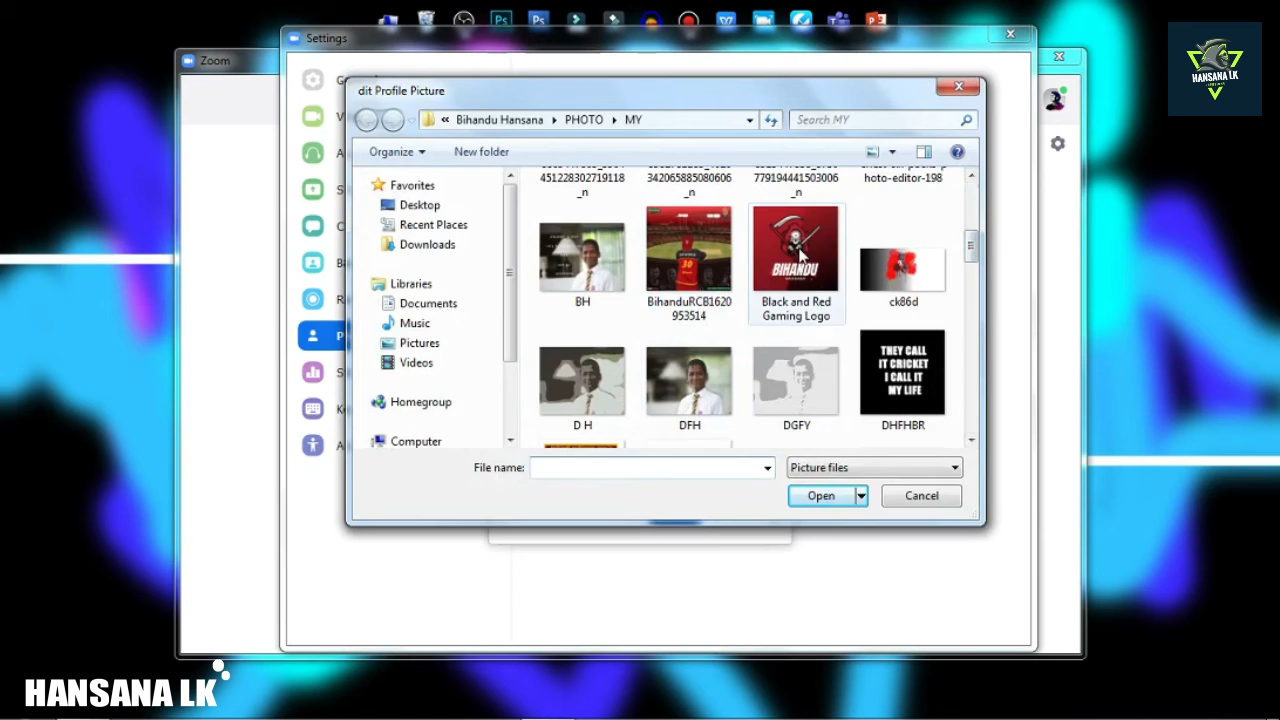 Settings
HANSANA LK
Zoom
dit Profile Picture
« Bihandu Hansana ▸ PHOTO ▸ MY
Search MY
Organize
New folder
451228302719118
_n
342065885080606
_n
779194441503006
_n
hoto-editor-198
Favorites
Desktop
Recent Places
Downloads
Libraries
Documents
Music
Pictures
Videos
Homegroup
Computer
BIHANDU
30
BH
BihanduRCB1620
953514
Black and Red
Gaming Logo
ck86d
THEY CALL
IT CRICKET
I CALL IT
MY LIFE
D H
DFH
DGFY
DHFHBR
File name:
Picture files
Open
Cancel
HANSANA LK